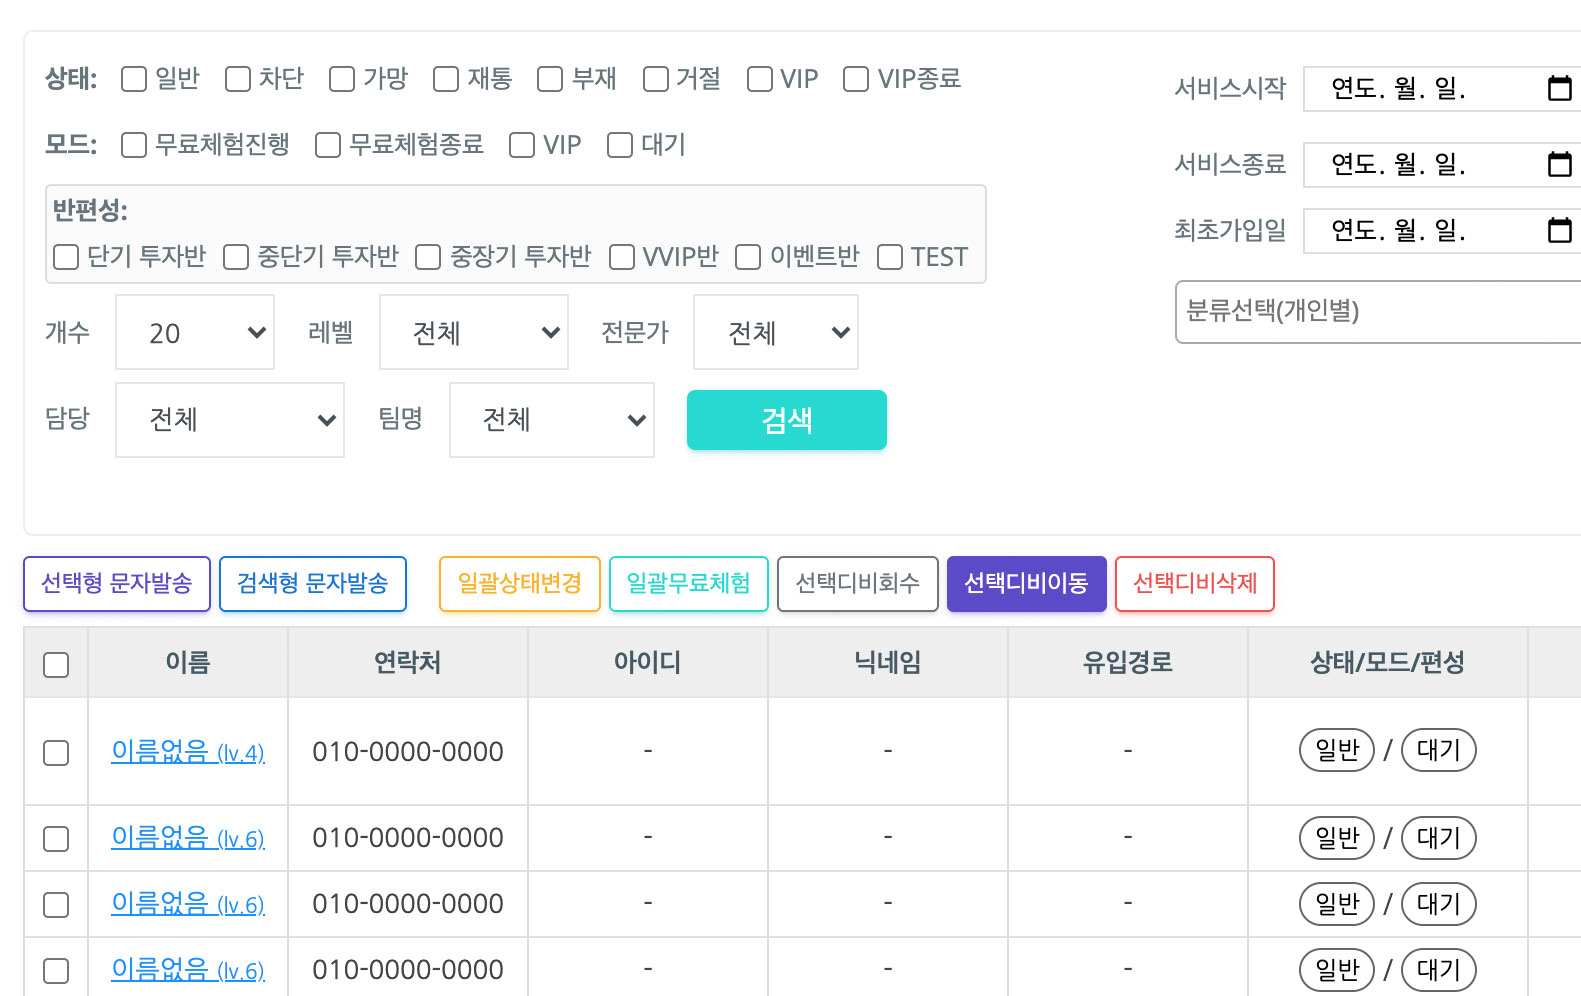 상태: 일반 차단 가망 재통 부재 거절 VIP VIP종료
서비스시작 연도. 월. 일.
모드: 무료체험진행 무료체험종료 VIP 대기
서비스종료 연도. 월. 일.
반편성:
단기 투자반 중단기 투자반 중장기 투자반 VVIP반 이벤트반 TEST
최초가입일 연도. 월. 일.
분류선택(개인별)
개수 20 레벨 전체 전문가 전체
담당 전체 팀명 전체 검색
선택형 문자발송 검색형 문자발송 일괄상태변경 일괄무료체험 선택디비회수 선택디비이동 선택디비삭제
이름 연락처 아이디 닉네임 유입경로 상태/모드/편성
이름없음 (lv.4) 010-0000-0000 - - - 일반 / 대기
이름없음 (lv.6) 010-0000-0000 - - - 일반 / 대기
이름없음 (lv.6) 010-0000-0000 - - - 일반 / 대기
이름없음 (lv.6) 010-0000-0000 - - - 일반 / 대기